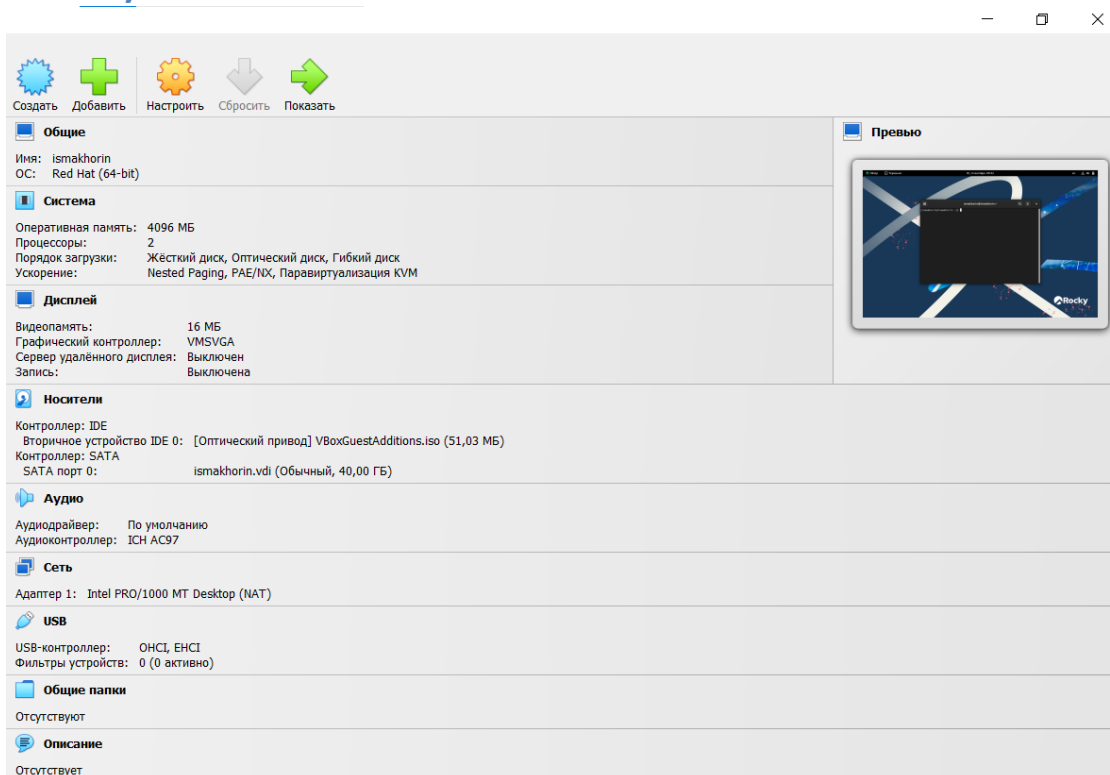 Создать Добавить Настроить Сбросить Показать
Общие
Имя: ismakhorin
ОС: Red Hat (64-bit)
Система
Оперативная память: 4096 МБ
Процессоры: 2
Порядок загрузки: Жёсткий диск, Оптический диск, Гибкий диск
Ускорение: Nested Paging, PAE/NX, Паравиртуализация KVM
Дисплей
Видеопамять: 16 МБ
Графический контроллер: VMSVGA
Сервер удалённого дисплея: Выключен
Запись: Выключена
Превью
Rocky
Носители
Контроллер: IDE
Вторичное устройство IDE 0: [Оптический привод] VBoxGuestAdditions.iso (51,03 МБ)
Контроллер: SATA
SATA порт 0: ismakhorin.vdi (Обычный, 40,00 ГБ)
Аудио
Аудиодрайвер: По умолчанию
Аудиоконтроллер: ICH AC97
Сеть
Адаптер 1: Intel PRO/1000 MT Desktop (NAT)
USB
USB-контроллер: OHCI, EHCI
Фильтры устройств: 0 (0 активно)
Общие папки
Отсутствуют
Описание
Отсутствует